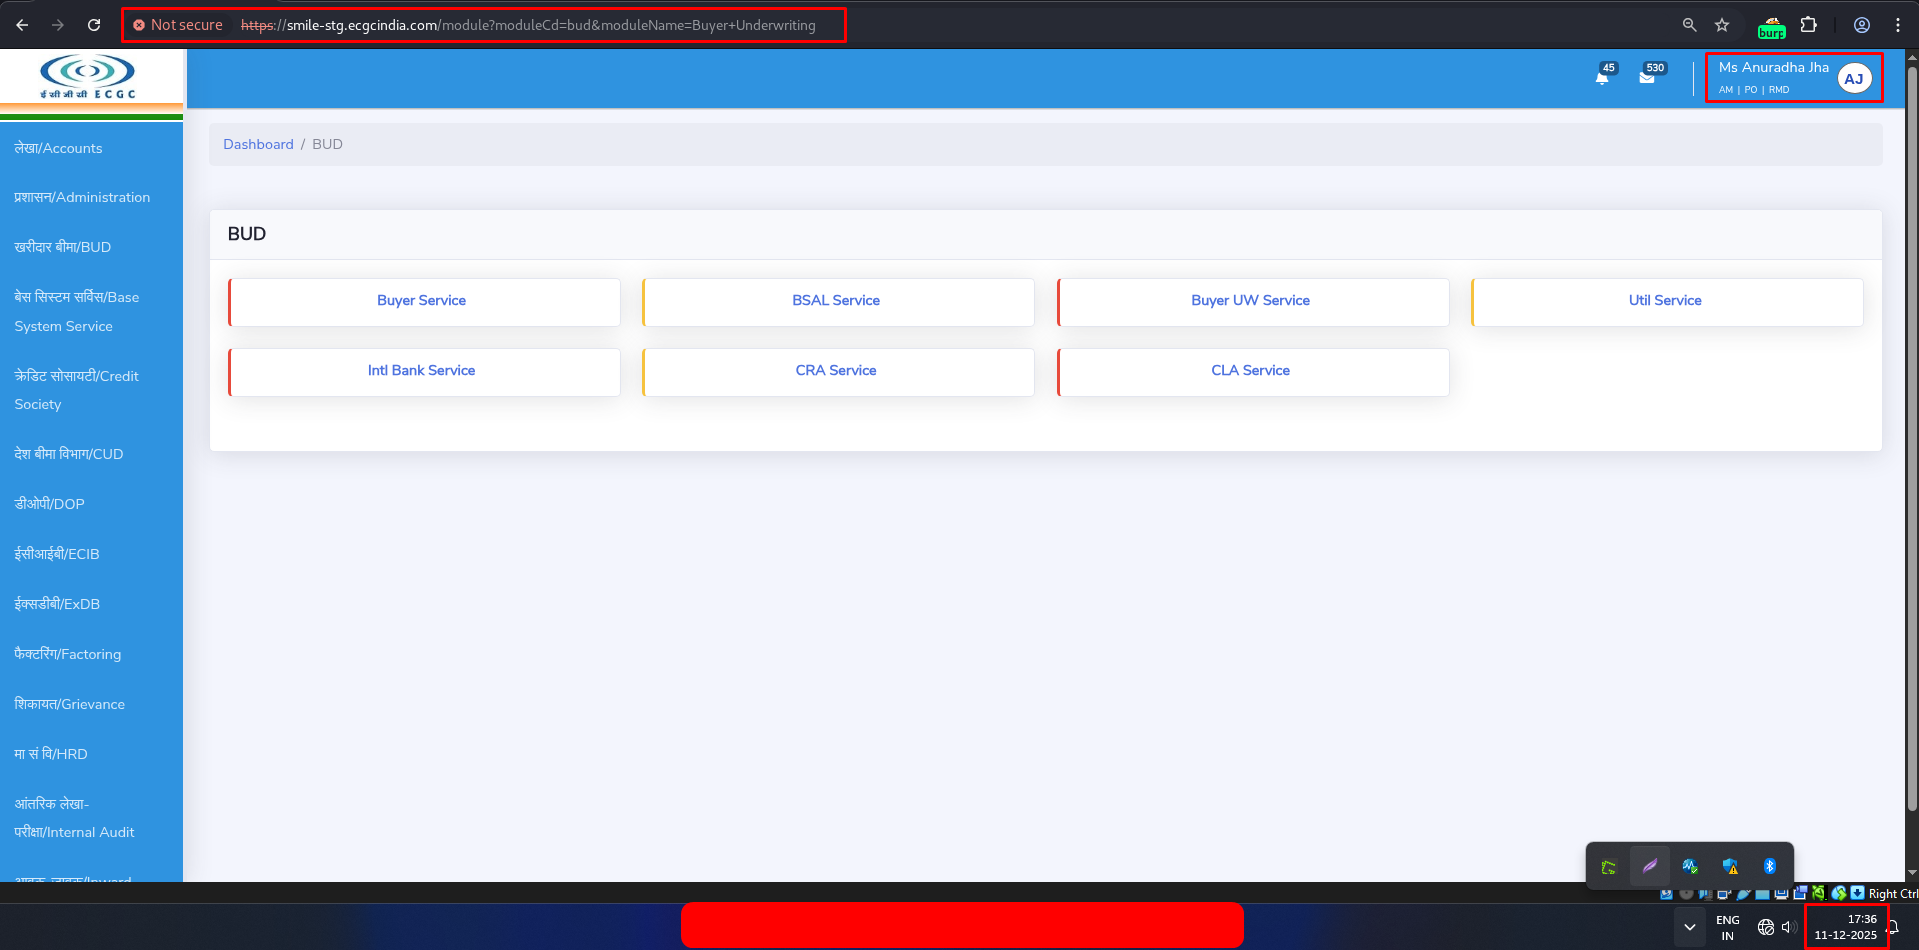 Not secure https://smile-stg.ecgcindia.com/module?moduleCd=bud&moduleName=Buyer+Underwriting
burp
ई सी जी सी ECGC
45
530
Ms Anuradha Jha
AM | PO | RMD
AJ
लेखा/Accounts
प्रशासन/Administration
खरीदार बीमा/BUD
बेस सिस्टम सर्विस/Base
System Service
क्रेडिट सोसायटी/Credit
Society
देश बीमा विभाग/CUD
डीओपी/DOP
ईसीआईबी/ECIB
ईक्सडीबी/ExDB
फैक्टरिंग/Factoring
शिकायत/Grievance
मा सं वि/HRD
आंतरिक लेखा-
परीक्षा/Internal Audit
आवक-जावक/Inward
Dashboard / BUD
BUD
Buyer Service
BSAL Service
Buyer UW Service
Util Service
Intl Bank Service
CRA Service
CLA Service
Right Ctrl
ENG
IN
17:36
11-12-2025